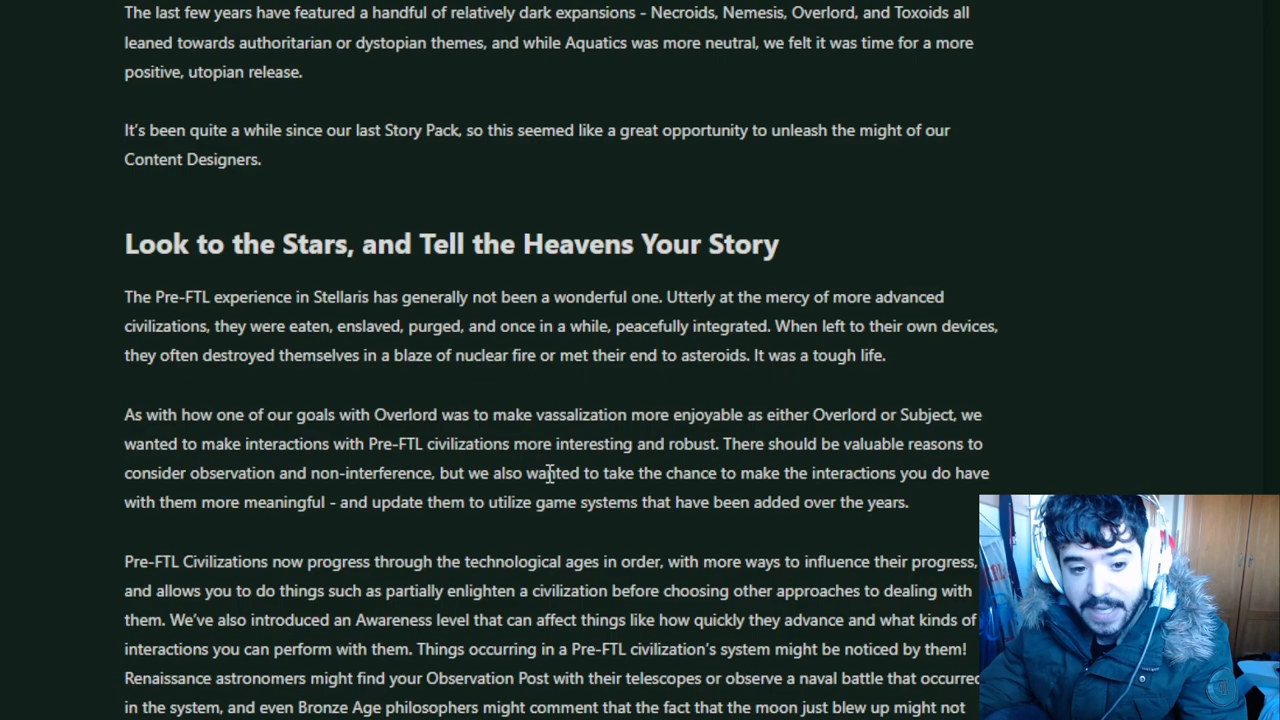 The last few years have featured a handful of relatively dark expansions - Necroids, Nemesis, Overlord, and Toxoids all
leaned towards authoritarian or dystopian themes, and while Aquatics was more neutral, we felt it was time for a more
positive, utopian release.
It's been quite a while since our last Story Pack, so this seemed like a great opportunity to unleash the might of our
Content Designers.
Look to the Stars, and Tell the Heavens Your Story
The Pre-FTL experience in Stellaris has generally not been a wonderful one. Utterly at the mercy of more advanced
civilizations, they were eaten, enslaved, purged, and once in a while, peacefully integrated. When left to their own devices,
they often destroyed themselves in a blaze of nuclear fire or met their end to asteroids. It was a tough life.
As with how one of our goals with Overlord was to make vassalization more enjoyable as either Overlord or Subject, we
wanted to make interactions with Pre-FTL civilizations more interesting and robust. There should be valuable reasons to
consider observation and non-interference, but we also wanted to take the chance to make the interactions you do have
with them more meaningful - and update them to utilize game systems that have been added over the years.
Pre-FTL Civilizations now progress through the technological ages in order, with more ways to influence their progress,
and allows you to do things such as partially enlighten a civilization before choosing other approaches to dealing with
them. We've also introduced an Awareness level that can affect things like how quickly they advance and what kinds of
interactions you can perform with them. Things occurring in a Pre-FTL civilization's system might be noticed by them!
Renaissance astronomers might find your Observation Post with their telescopes or observe a naval battle that occurred
in the system, and even Bronze Age philosophers might comment that the fact that the moon just blew up might not